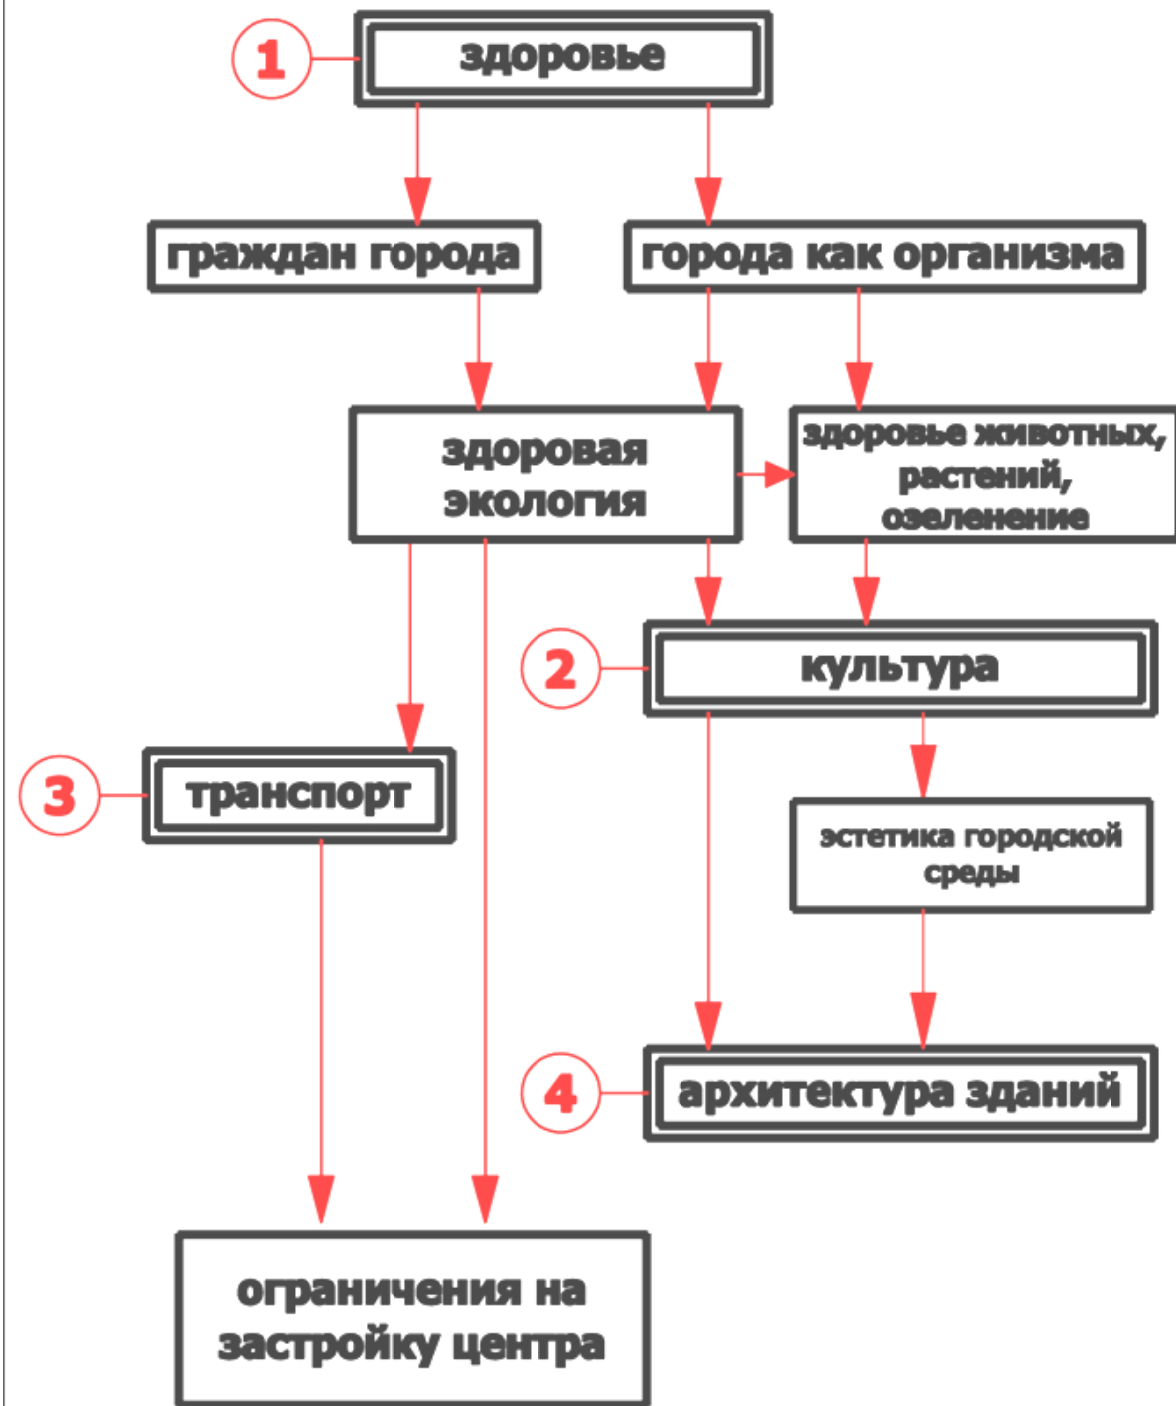 1
здоровье
граждан города
города как организма
здоровая
экология
здоровье животных,
растений,
озеленение
2
культура
3
транспорт
эстетика городской
среды
4
архитектура зданий
ограничения на
застройку центра